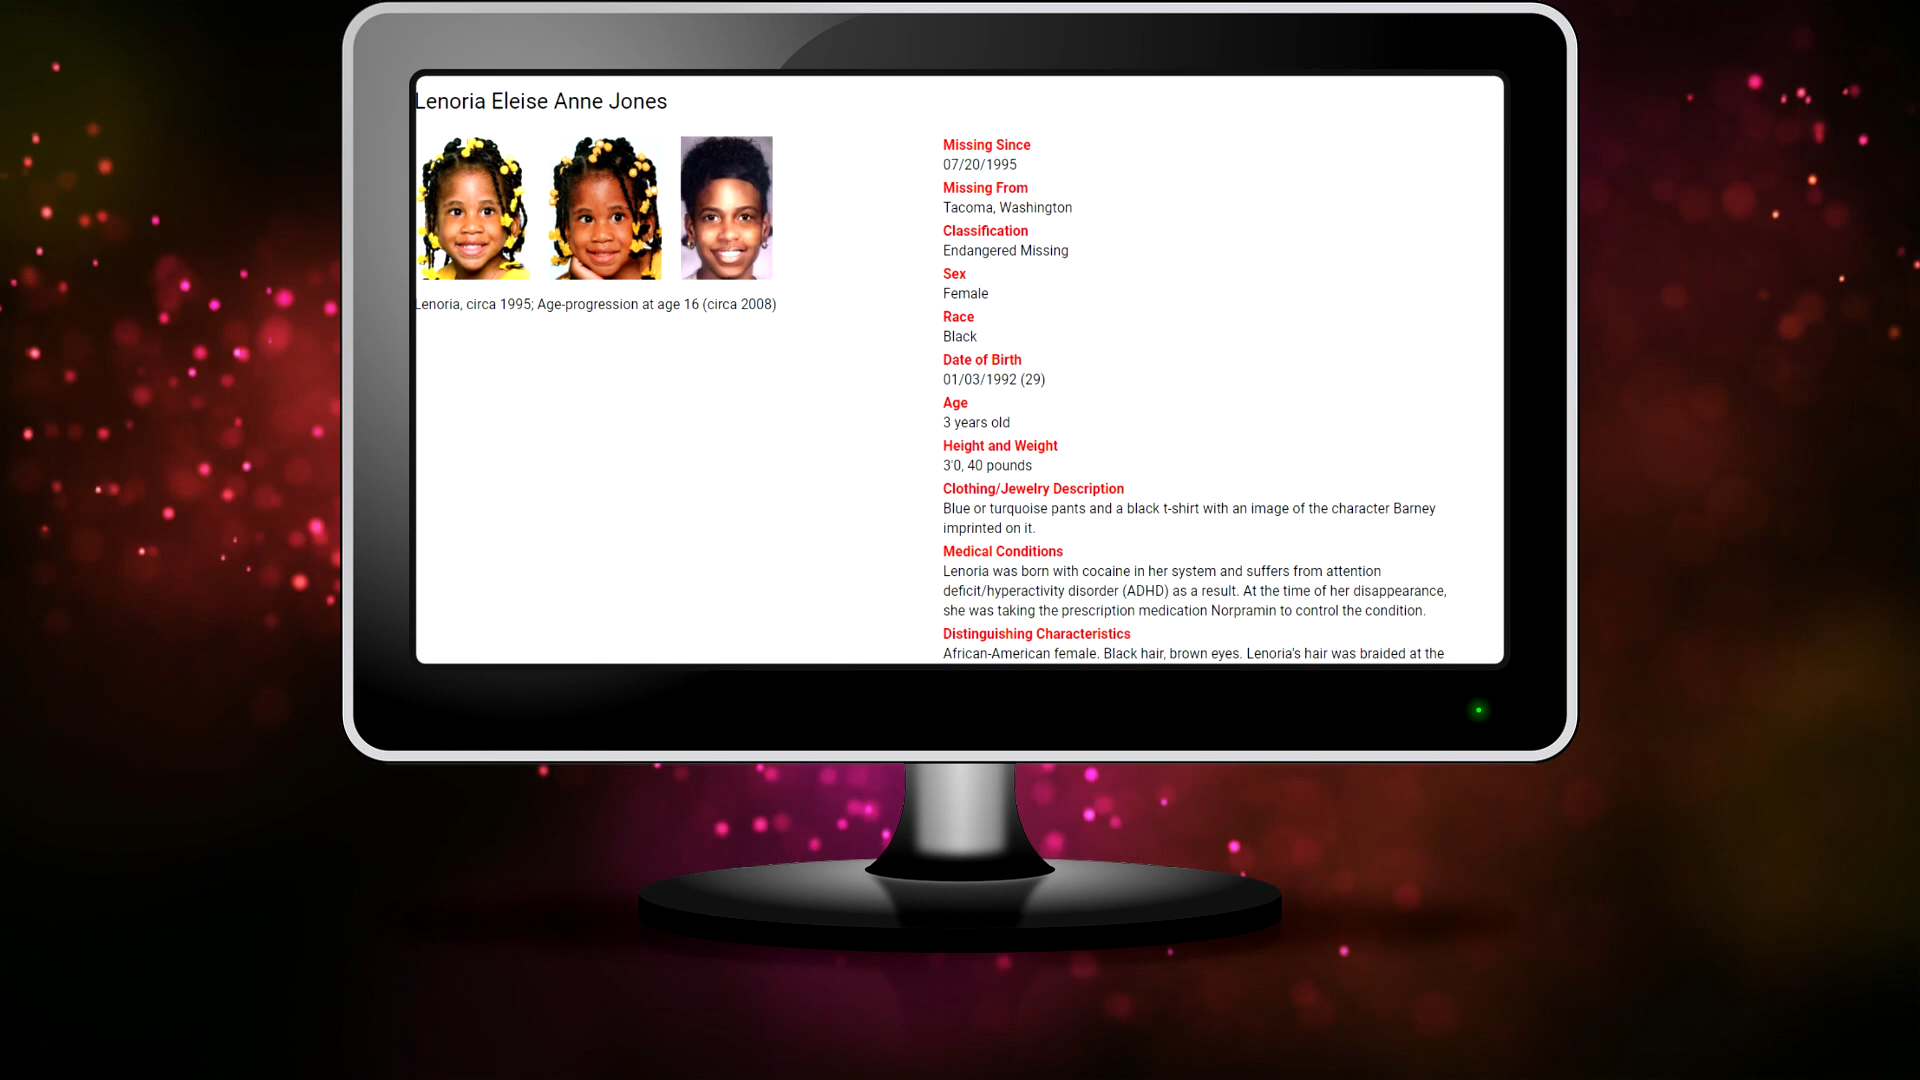 Lenoria Eleise Anne Jones
Lenoria, circa 1995; Age-progression at age 16 (circa 2008)
Missing Since
07/20/1995
Missing From
Tacoma, Washington
Classification
Endangered Missing
Sex
Female
Race
Black
Date of Birth
01/03/1992 (29)
Age
3 years old
Height and Weight
3'0, 40 pounds
Clothing/Jewelry Description
Blue or turquoise pants and a black t-shirt with an image of the character Barney
imprinted on it.
Medical Conditions
Lenoria was born with cocaine in her system and suffers from attention
deficit/hyperactivity disorder (ADHD) as a result. At the time of her disappearance,
she was taking the prescription medication Norpramin to control the condition.
Distinguishing Characteristics
African-American female. Black hair, brown eyes. Lenoria's hair was braided at the